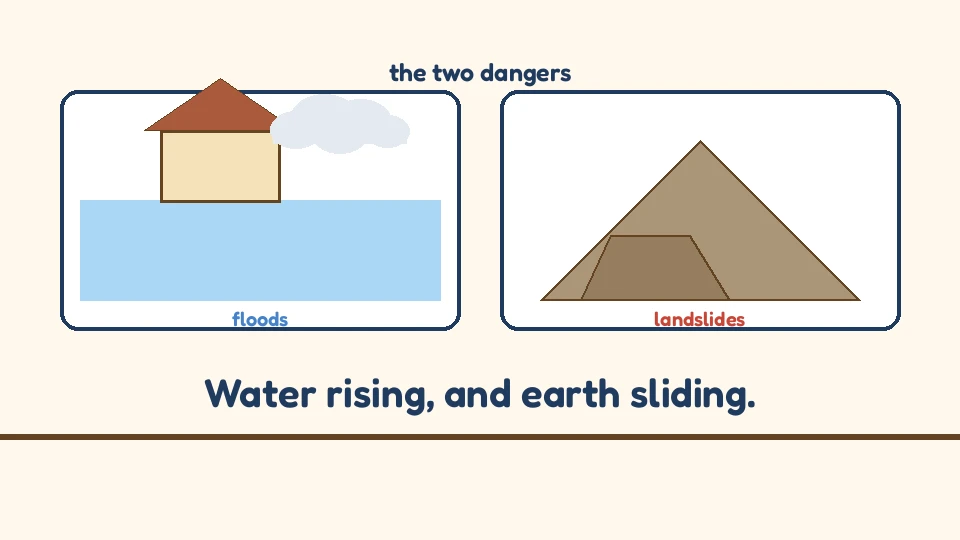 the two dangers
floods
landslides
Water rising, and earth sliding.